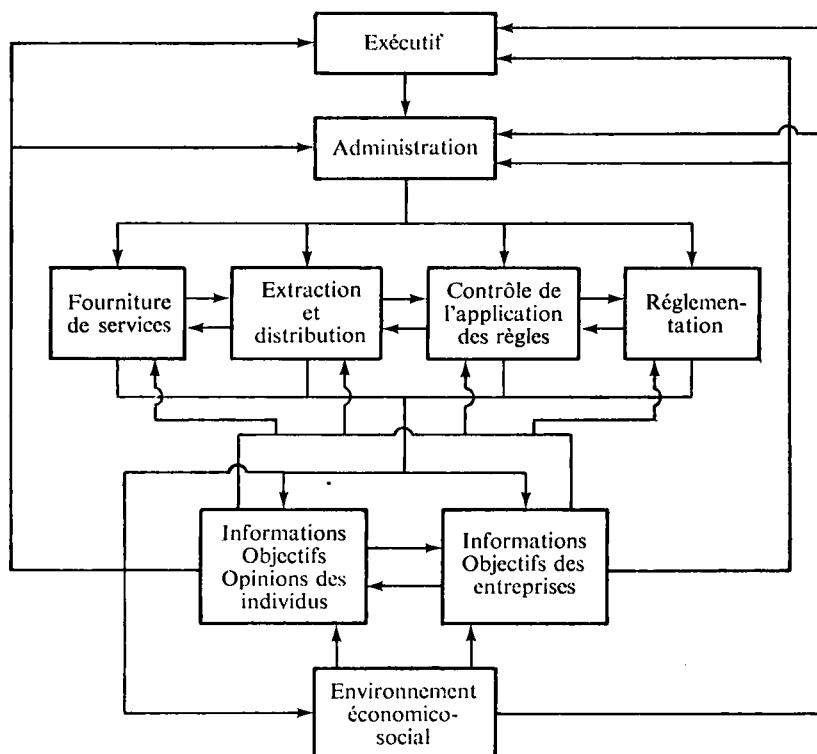 Exécutif
Administration
Fourniture
de services
Extraction
et
distribution
Contrôle de
l'application
des règles
Réglemen-
tation
Informations
Objectifs
Opinions des
individus
Informations
Objectifs des
entreprises
Environnement
économico-
social